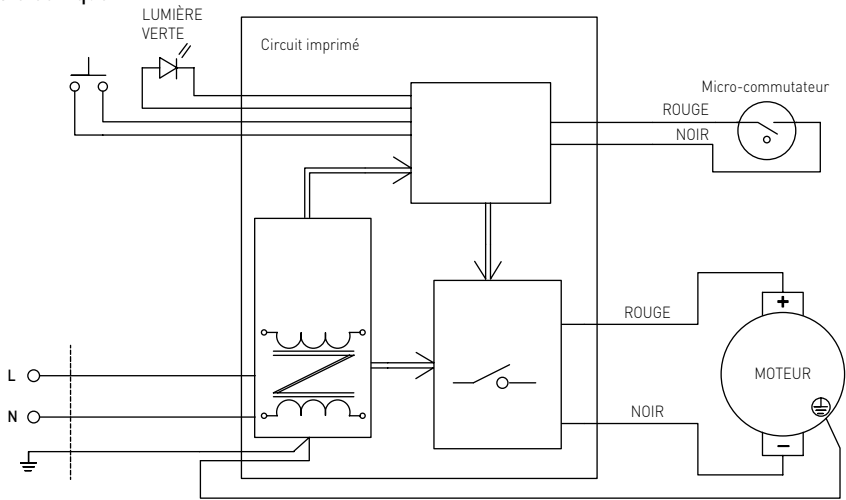 LUMIÈRE
VERTE
Circuit imprimé
Micro-commutateur
ROUGE
NOIR
ROUGE
+
L
MOTEUR
N
NOIR
−